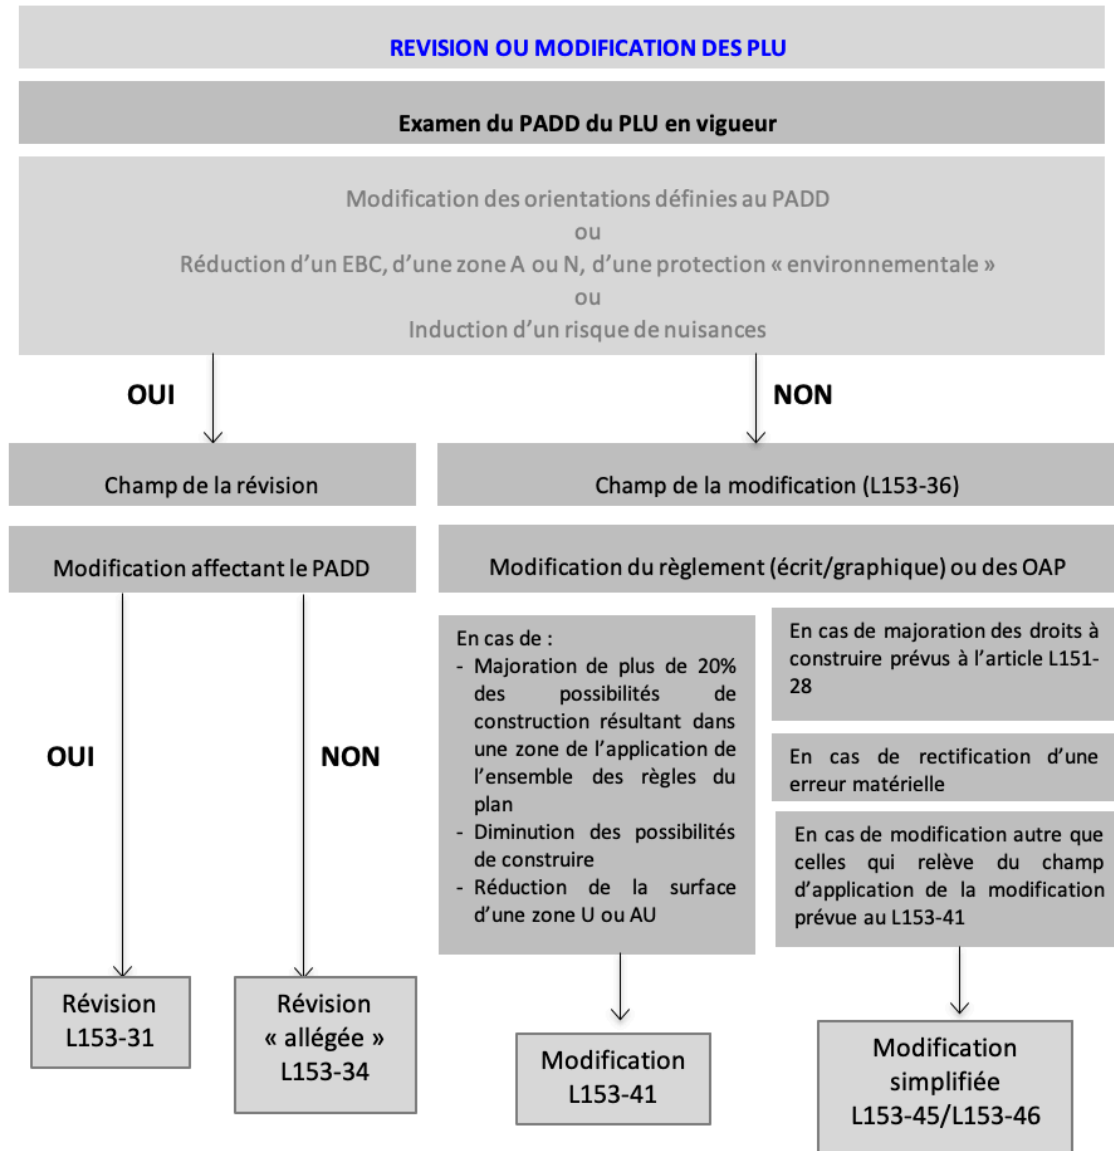 REVISION OU MODIFICATION DES PLU
Examen du PADD du PLU en vigueur
Modification des orientations définies au PADD
ou
Réduction d’un EBC, d’une zone A ou N, d’une protection « environnementale »
ou
Induction d’un risque de nuisances
OUI
NON
Champ de la révision
Champ de la modification (L153-36)
Modification affectant le PADD
Modification du règlement (écrit/graphique) ou des OAP
OUI
NON
En cas de :
- Majoration de plus de 20%
des possibilités de
construction résultant dans
une zone de l’application de
l’ensemble des règles du
plan
- Diminution des possibilités
de construire
- Réduction de la surface
d’une zone U ou AU
En cas de majoration des droits à
construire prévus à l’article L151-
28
En cas de rectification d’une
erreur matérielle
En cas de modification autre que
celles qui relève du champ
d’application de la modification
prévue au L153-41
Révision
L153-31
Révision
« allégée »
L153-34
Modification
L153-41
Modification
simplifiée
L153-45/L153-46